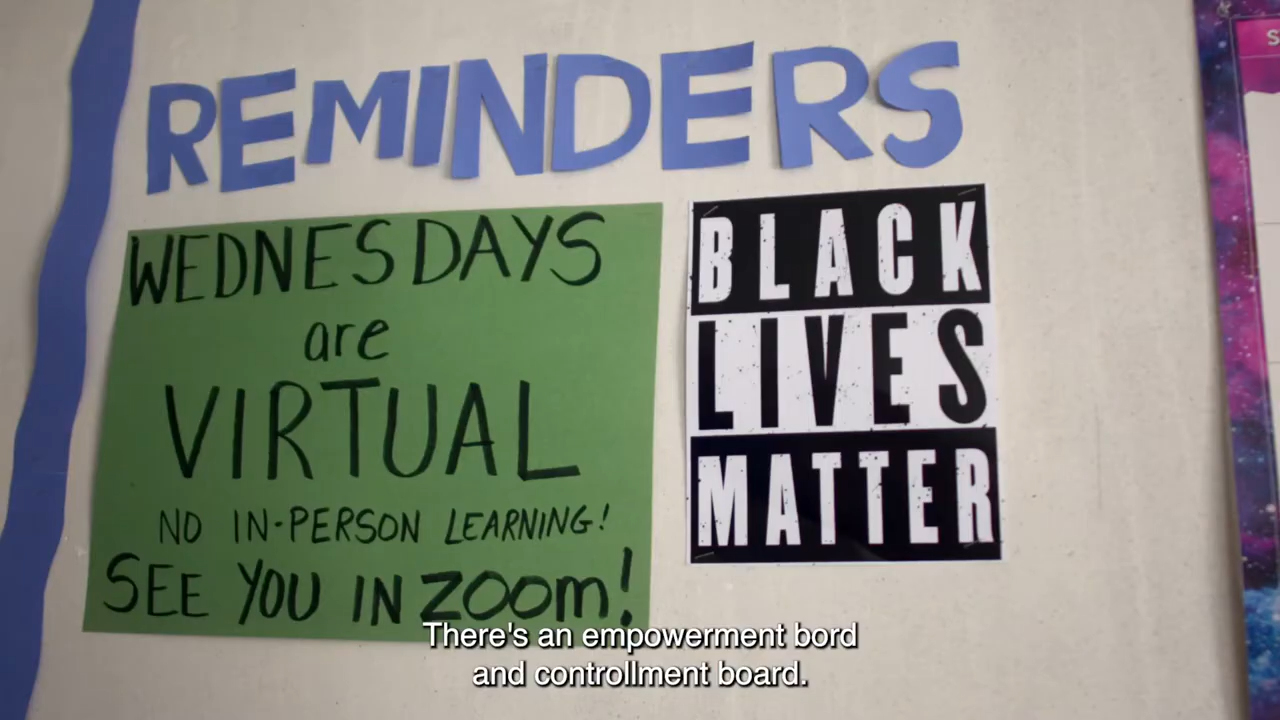 REMINDERS
WEDNESDAYS
are
VIRTUAL
NO IN-PERSON LEARNING!
SEE YOU IN ZOOM!
BLACK
LIVES
MATTER
S
There's an empowerment bord
and controllment board.